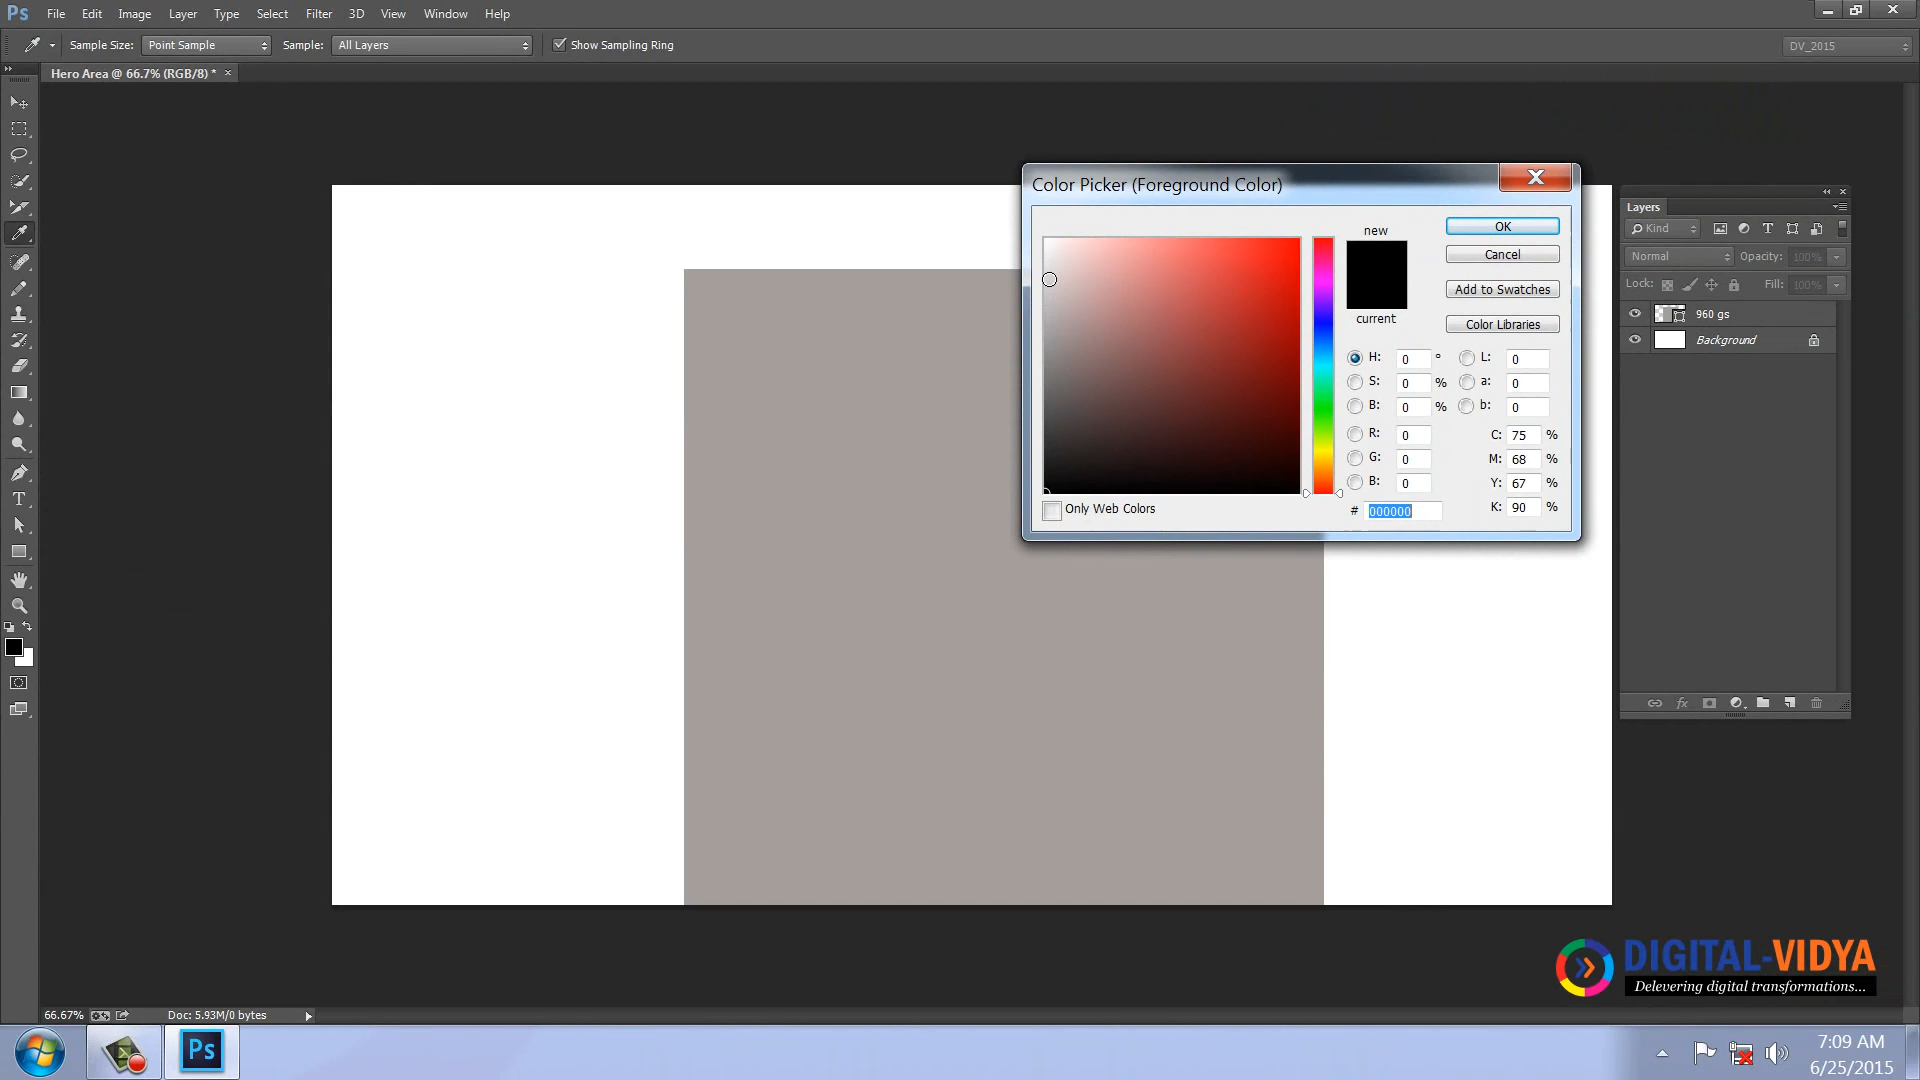 Ps File Edit Image Layer Type Select Filter 3D View Window Help
Sample Size: Point Sample Sample: All Layers Show Sampling Ring DV_2015
Hero Area @ 66.7% (RGB/8) * ×
Color Picker (Foreground Color)
new
current
OK
Cancel
Add to Swatches
Color Libraries
H: 0 ° L: 0
S: 0 % a: 0
B: 0 % b: 0
R: 0 C: 75 %
G: 0 M: 68 %
B: 0 Y: 67 %
# 000000 K: 90 %
Only Web Colors
Layers
Kind
Normal Opacity: 100%
Lock: Fill: 100%
960 gs
Background
fx
T
DIGITAL-VIDYA
Delevering digital transformations...
66.67% Doc: 5.93M/0 bytes
Ps
7:09 AM
6/25/2015